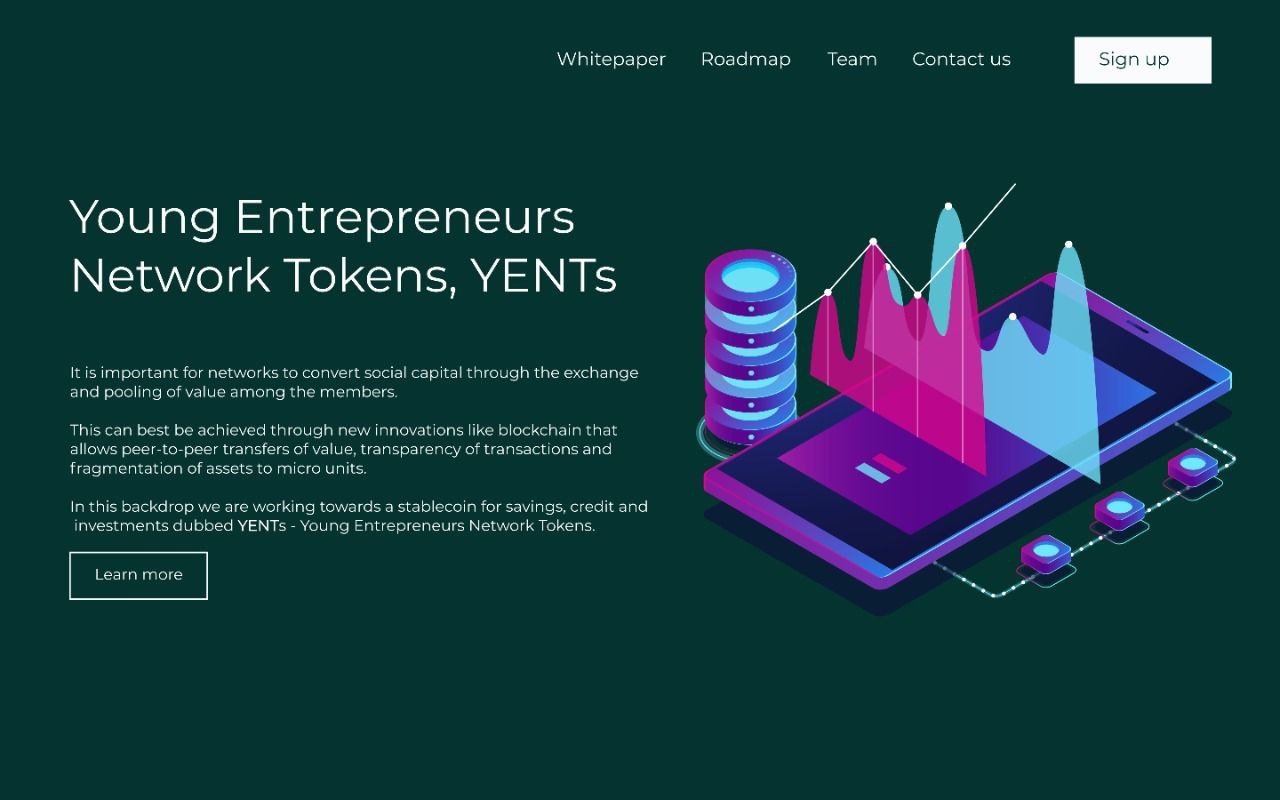 Whitepaper Roadmap Team Contact us Sign up
Young Entrepreneurs
Network Tokens, YENTs
It is important for networks to convert social capital through the exchange
and pooling of value among the members.
This can best be achieved through new innovations like blockchain that
allows peer-to-peer transfers of value, transparency of transactions and
fragmentation of assets to micro units.
In this backdrop we are working towards a stablecoin for savings, credit and
investments dubbed YENTs - Young Entrepreneurs Network Tokens.
Learn more